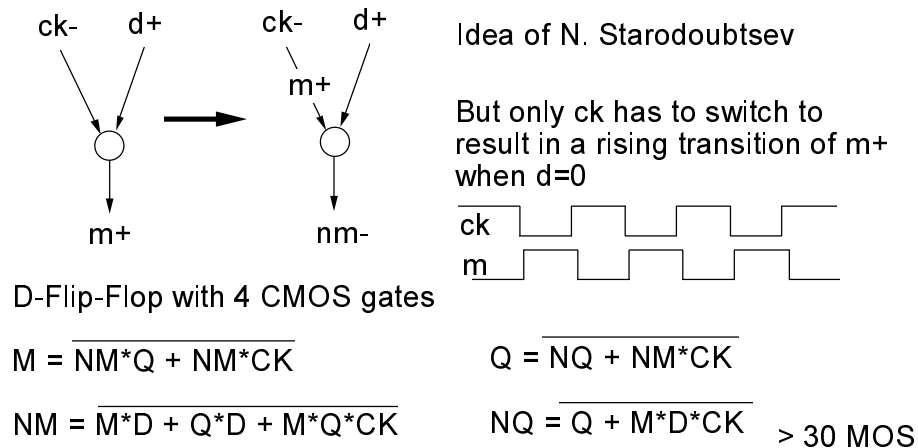 ck- d+
ck- d+
m+
m+
nm-
Idea of N. Starodoubtsev
But only ck has to switch to
result in a rising transition of m+
when d=0
ck
m
D-Flip-Flop with 4 CMOS gates
M = NM*Q + NM*CK
Q = NQ + NM*CK
NM = M*D + Q*D + M*Q*CK
NQ = Q + M*D*CK
> 30 MOS